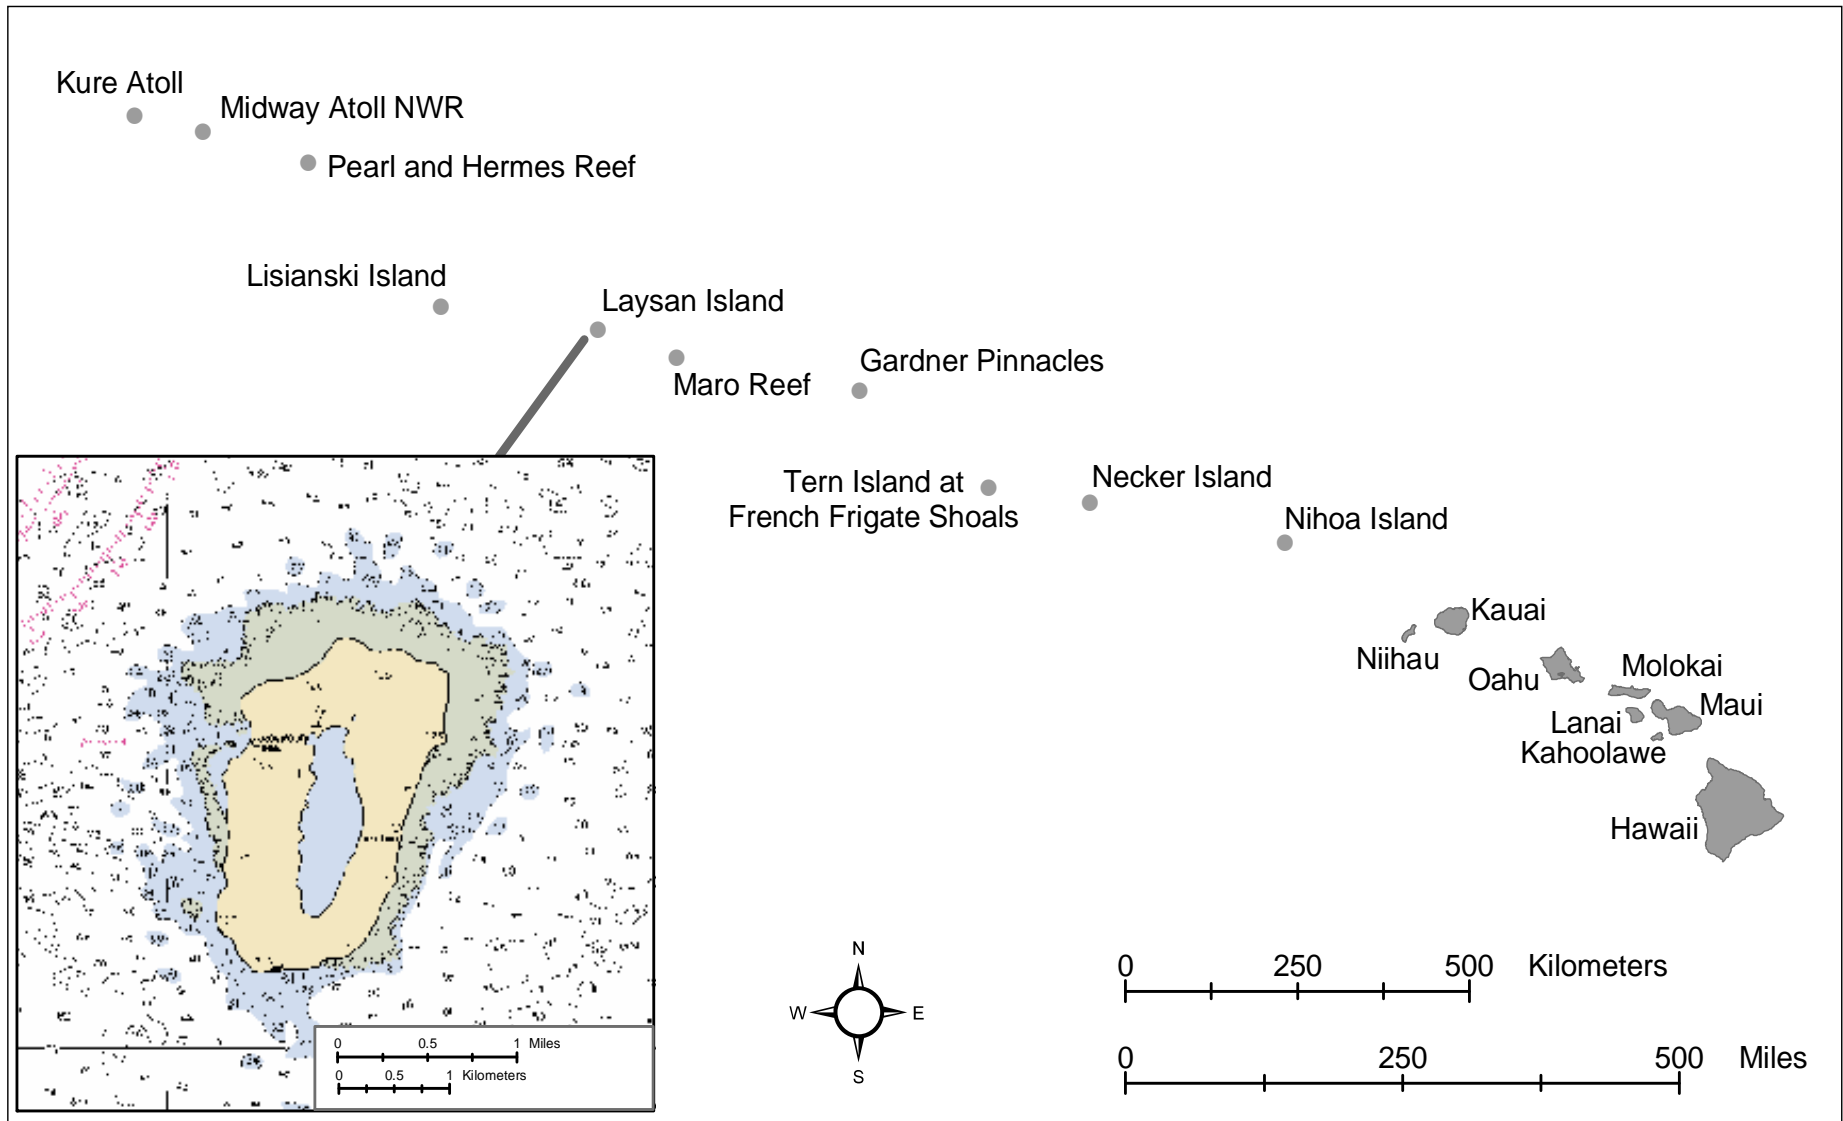 Kure Atoll
Midway Atoll NWR
Pearl and Hermes Reef
Lisianski Island
Laysan Island
Maro Reef
Gardner Pinnacles
Tern Island at
French Frigate Shoals
Necker Island
Nihoa Island
Kauai
Niihau
Oahu
Molokai
Lanai
Maui
Kahoolawe
Hawaii
N
W E
S
0 250 500 Kilometers
0 250 500 Miles
0 0.5 1 Miles
0 0.5 1 Kilometers